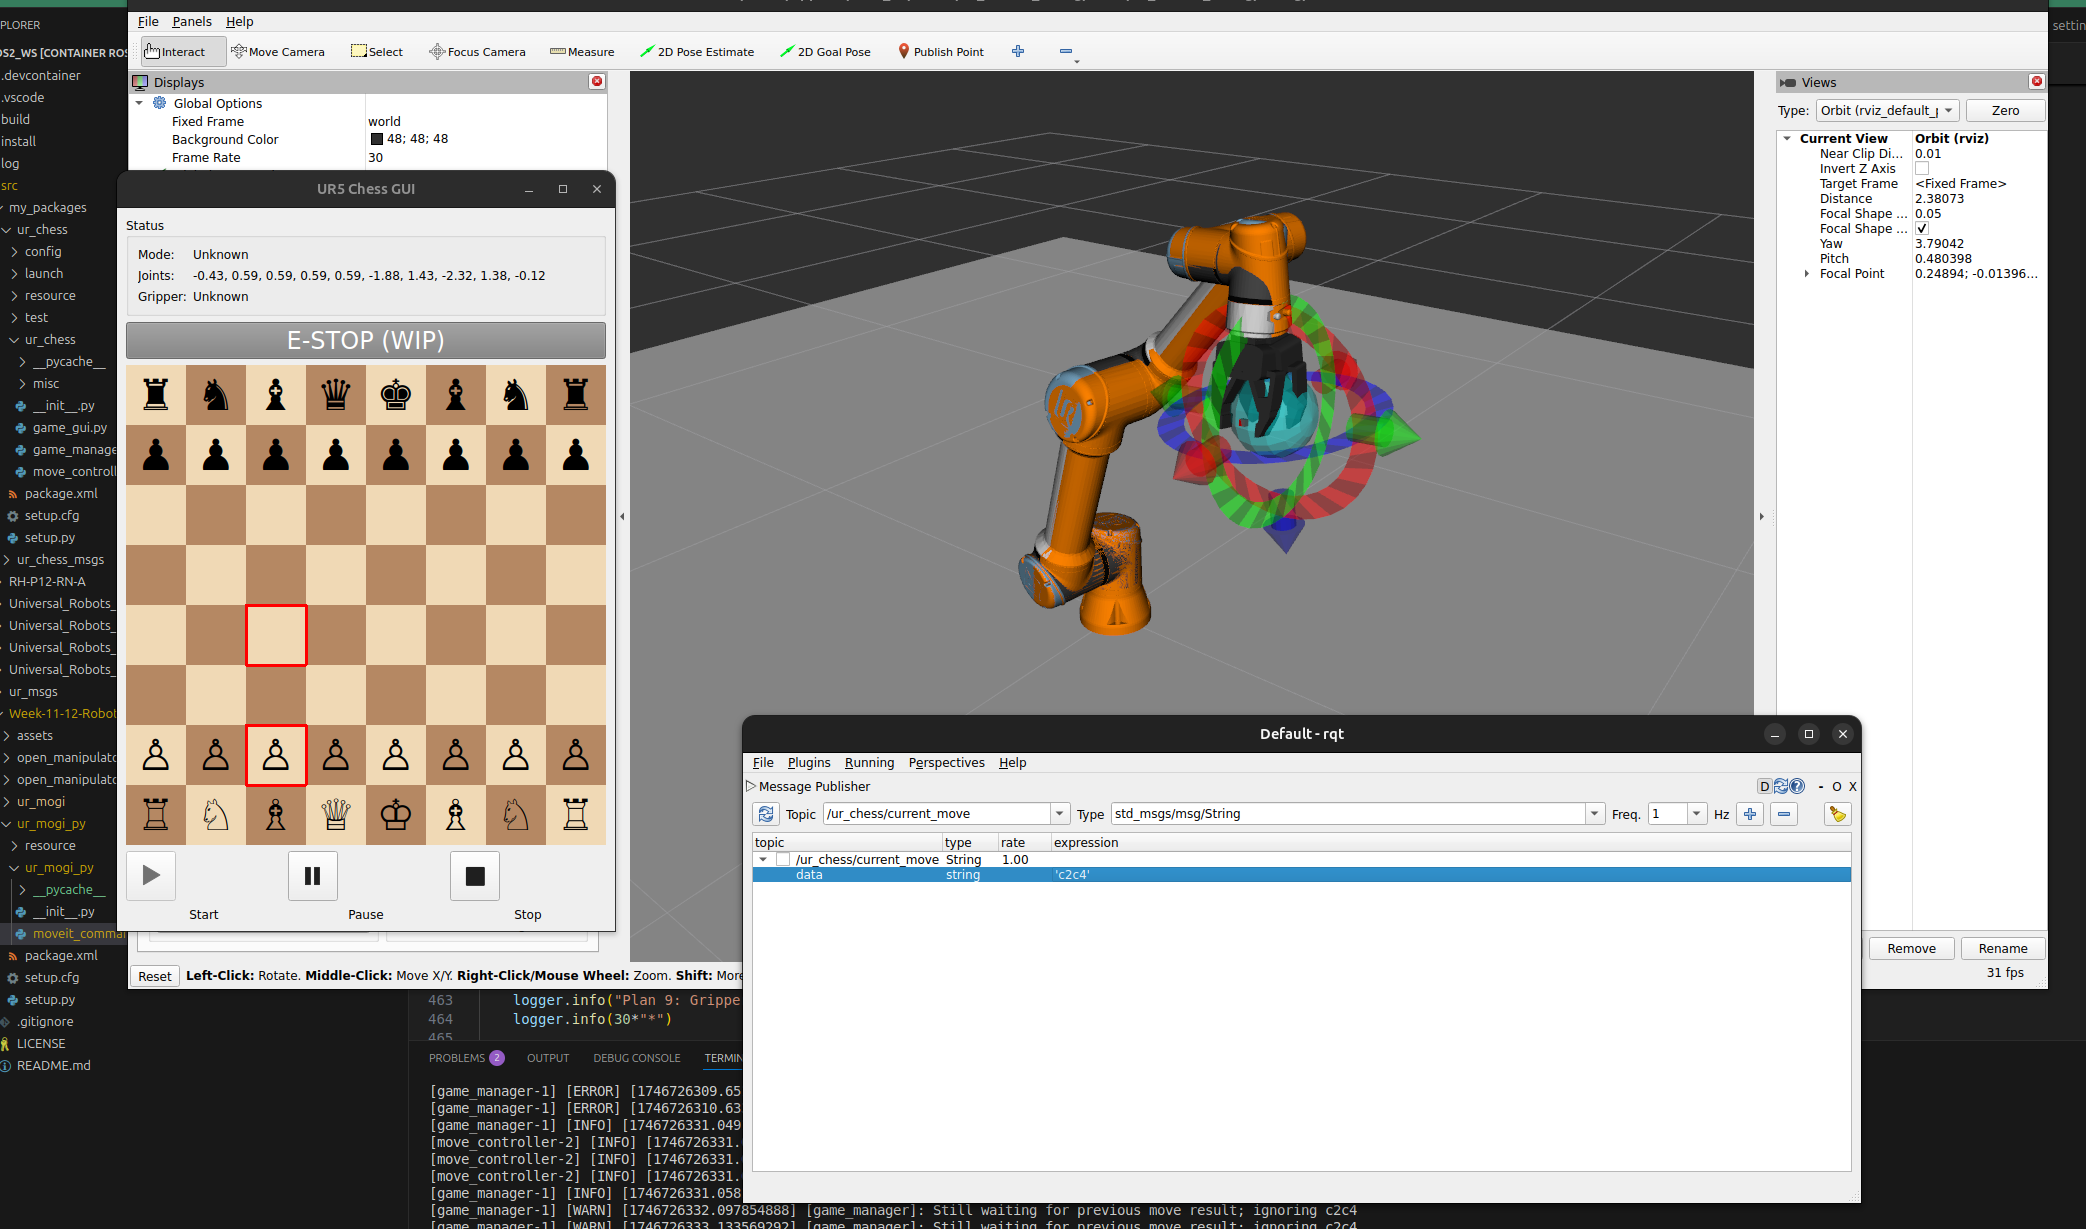 PLORER
OS2_WS [CONTAINER ROS
.devcontainer
.vscode
build
install
log
src
my_packages
ur_chess
config
launch
resource
test
ur_chess
__pycache__
misc
__init__.py
game_gui.py
game_manage
move_controll
package.xml
setup.cfg
setup.py
ur_chess_msgs
RH-P12-RN-A
Universal_Robots_
Universal_Robots_
Universal_Robots_
Universal_Robots_
ur_msgs
Week-11-12-Robot
assets
open_manipulato
open_manipulato
ur_mogi
ur_mogi_py
resource
ur_mogi_py
__pycache__
__init__.py
moveit_comma
package.xml
setup.cfg
setup.py
.gitignore
LICENSE
README.md
File Panels Help
Interact Move Camera Select Focus Camera Measure 2D Pose Estimate 2D Goal Pose Publish Point
Displays
Global Options
Fixed Frame world
Background Color 48; 48; 48
Frame Rate 30
UR5 Chess GUI
Status
Mode: Unknown
Joints: -0.43, 0.59, 0.59, 0.59, 0.59, -1.88, 1.43, -2.32, 1.38, -0.12
Gripper: Unknown
E-STOP (WIP)
Start Pause Stop
Reset Left-Click: Rotate. Middle-Click: Move X/Y. Right-Click/Mouse Wheel: Zoom. Shift: More
Views
Type: Orbit (rviz_default_ Zero
Current View Orbit (rviz)
Near Clip Di... 0.01
Invert Z Axis
Target Frame <Fixed Frame>
Distance 2.38073
Focal Shape ... 0.05
Focal Shape ...
Yaw 3.79042
Pitch 0.480398
Focal Point 0.24894; -0.01396...
Remove Rename
31 fps
settin
Default - rqt
File Plugins Running Perspectives Help
Message Publisher D - O X
Topic /ur_chess/current_move Type std_msgs/msg/String Freq. 1 Hz
topic type rate expression
/ur_chess/current_move String 1.00
data string 'c2c4'
463 logger.info("Plan 9: Grippe
464 logger.info(30*"*")
465
PROBLEMS 2 OUTPUT DEBUG CONSOLE TERMIN
[game_manager-1] [ERROR] [1746726309.65
[game_manager-1] [ERROR] [1746726310.63
[game_manager-1] [INFO] [1746726331.049
[move_controller-2] [INFO] [1746726331.
[move_controller-2] [INFO] [1746726331.
[move_controller-2] [INFO] [1746726331.
[game_manager-1] [INFO] [1746726331.058
[game_manager-1] [WARN] [1746726332.097854888] [game_manager]: Still waiting for previous move result; ignoring c2c4
[game_manager-1] [WARN] [1746726333.133569292] [game_manager]: Still waiting for previous move result; ignoring c2c4